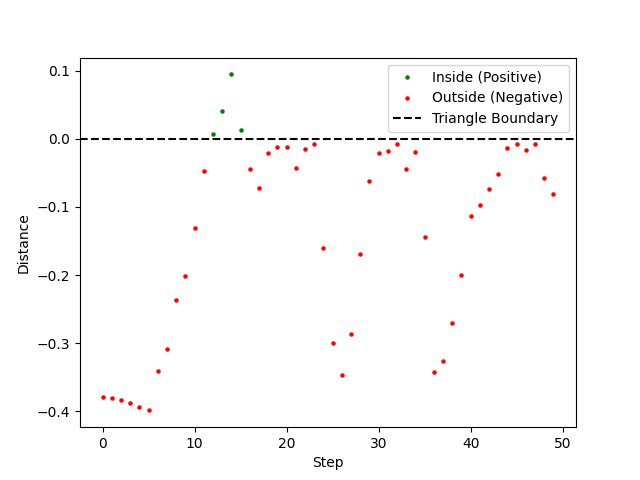 0.1
0.0
−0.1
−0.2
−0.3
−0.4
Distance
Inside (Positive)
Outside (Negative)
Triangle Boundary
0
10
20
30
40
50
Step